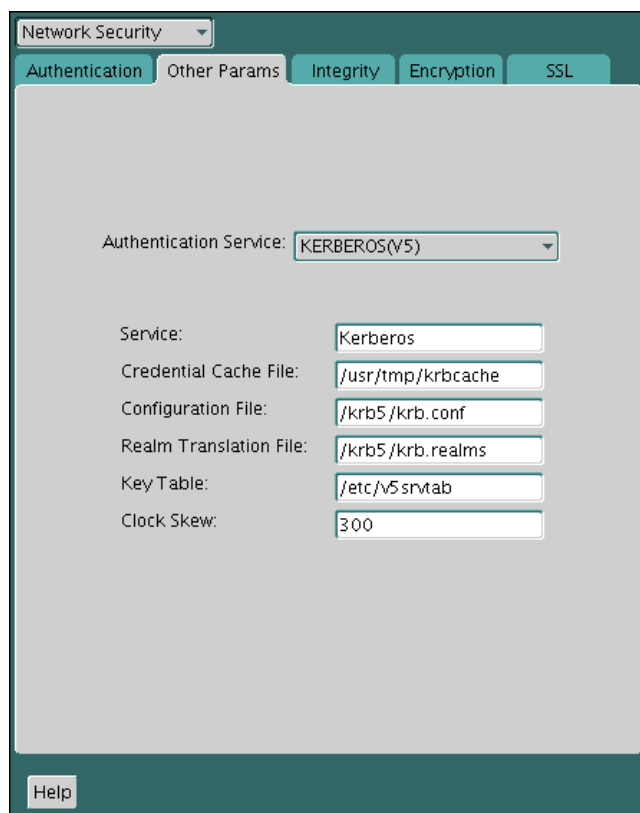 Network Security
Authentication Other Params Integrity Encryption SSL
Authentication Service: KERBEROS(V5)
Service: Kerberos
Credential Cache File: /usr/tmp/krbcache
Configuration File: /krb5/krb.conf
Realm Translation File: /krb5/krb.realms
Key Table: /etc/v5srvtab
Clock Skew: 300
Help